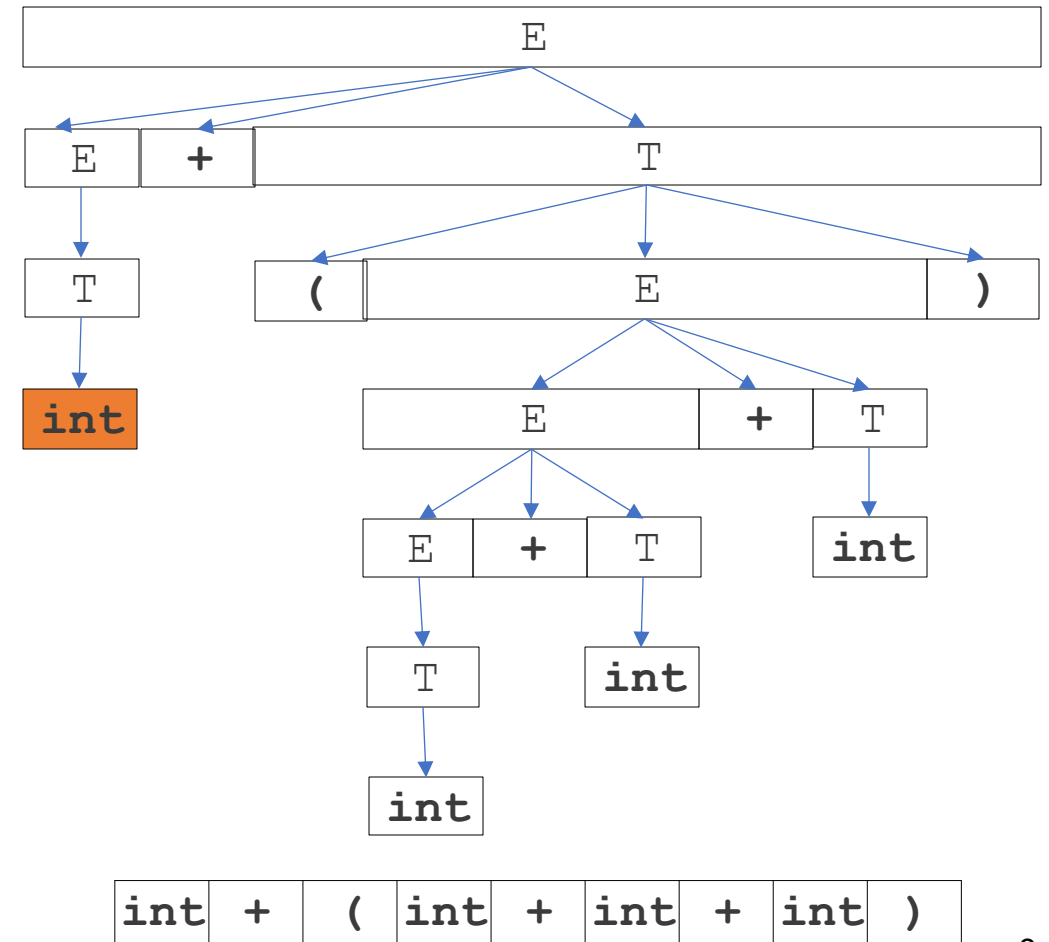 E
E + T
T ( E )
int E + T
E + T int
T int
int
int + ( int + int + int )